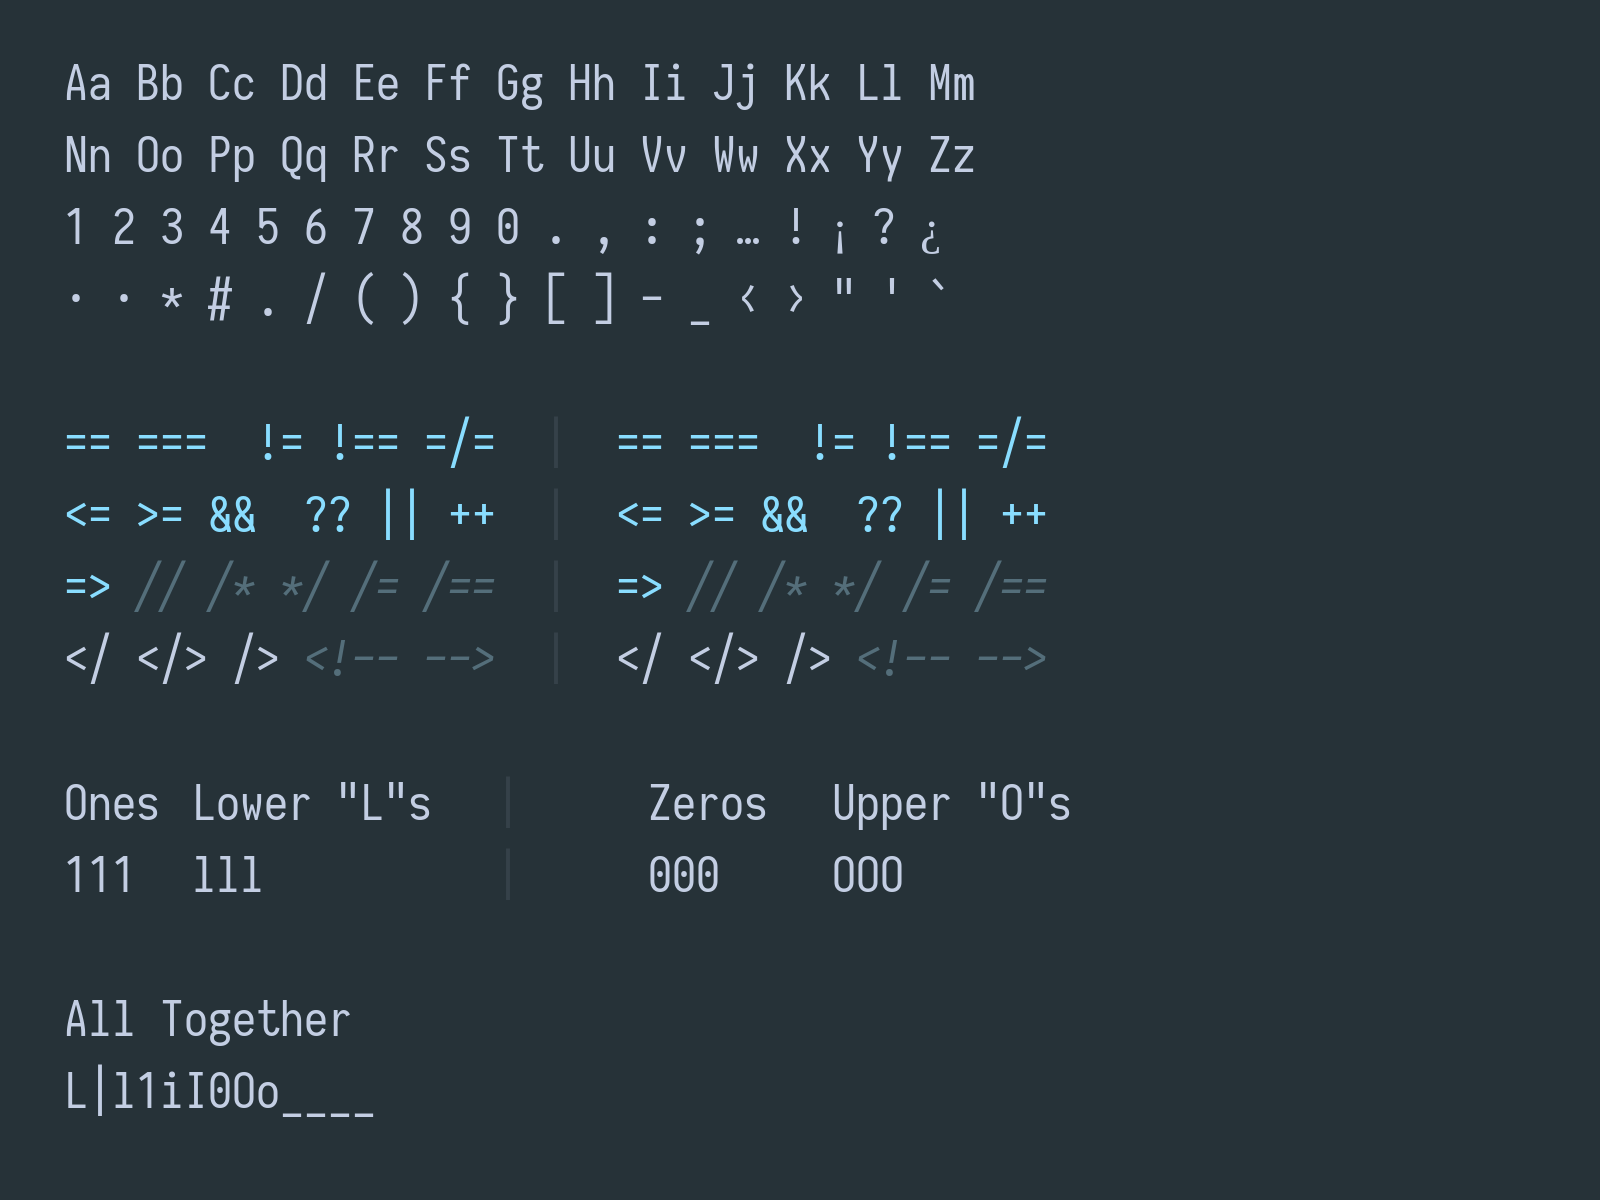 Aa Bb Cc Dd Ee Ff Gg Hh Ii Jj Kk Ll Mm
Nn Oo Pp Qq Rr Ss Tt Uu Vv Ww Xx Yy Zz
1 2 3 4 5 6 7 8 9 0 . , : ; … ! ¡ ? ¿
· · * # . / ( ) { } [ ] - _ ‹ › " ' `
== === != !== =/= | == === != !== =/=
<= >= && ?? || ++ | <= >= && ?? || ++
=> // /* */ /= /== | => // /* */ /= /==
</ </> /> <!-- --> | </ </> /> <!-- -->
Ones Lower "L"s | Zeros Upper "O"s
111 lll | 000 OOO
All Together
L|l1iI0Oo____